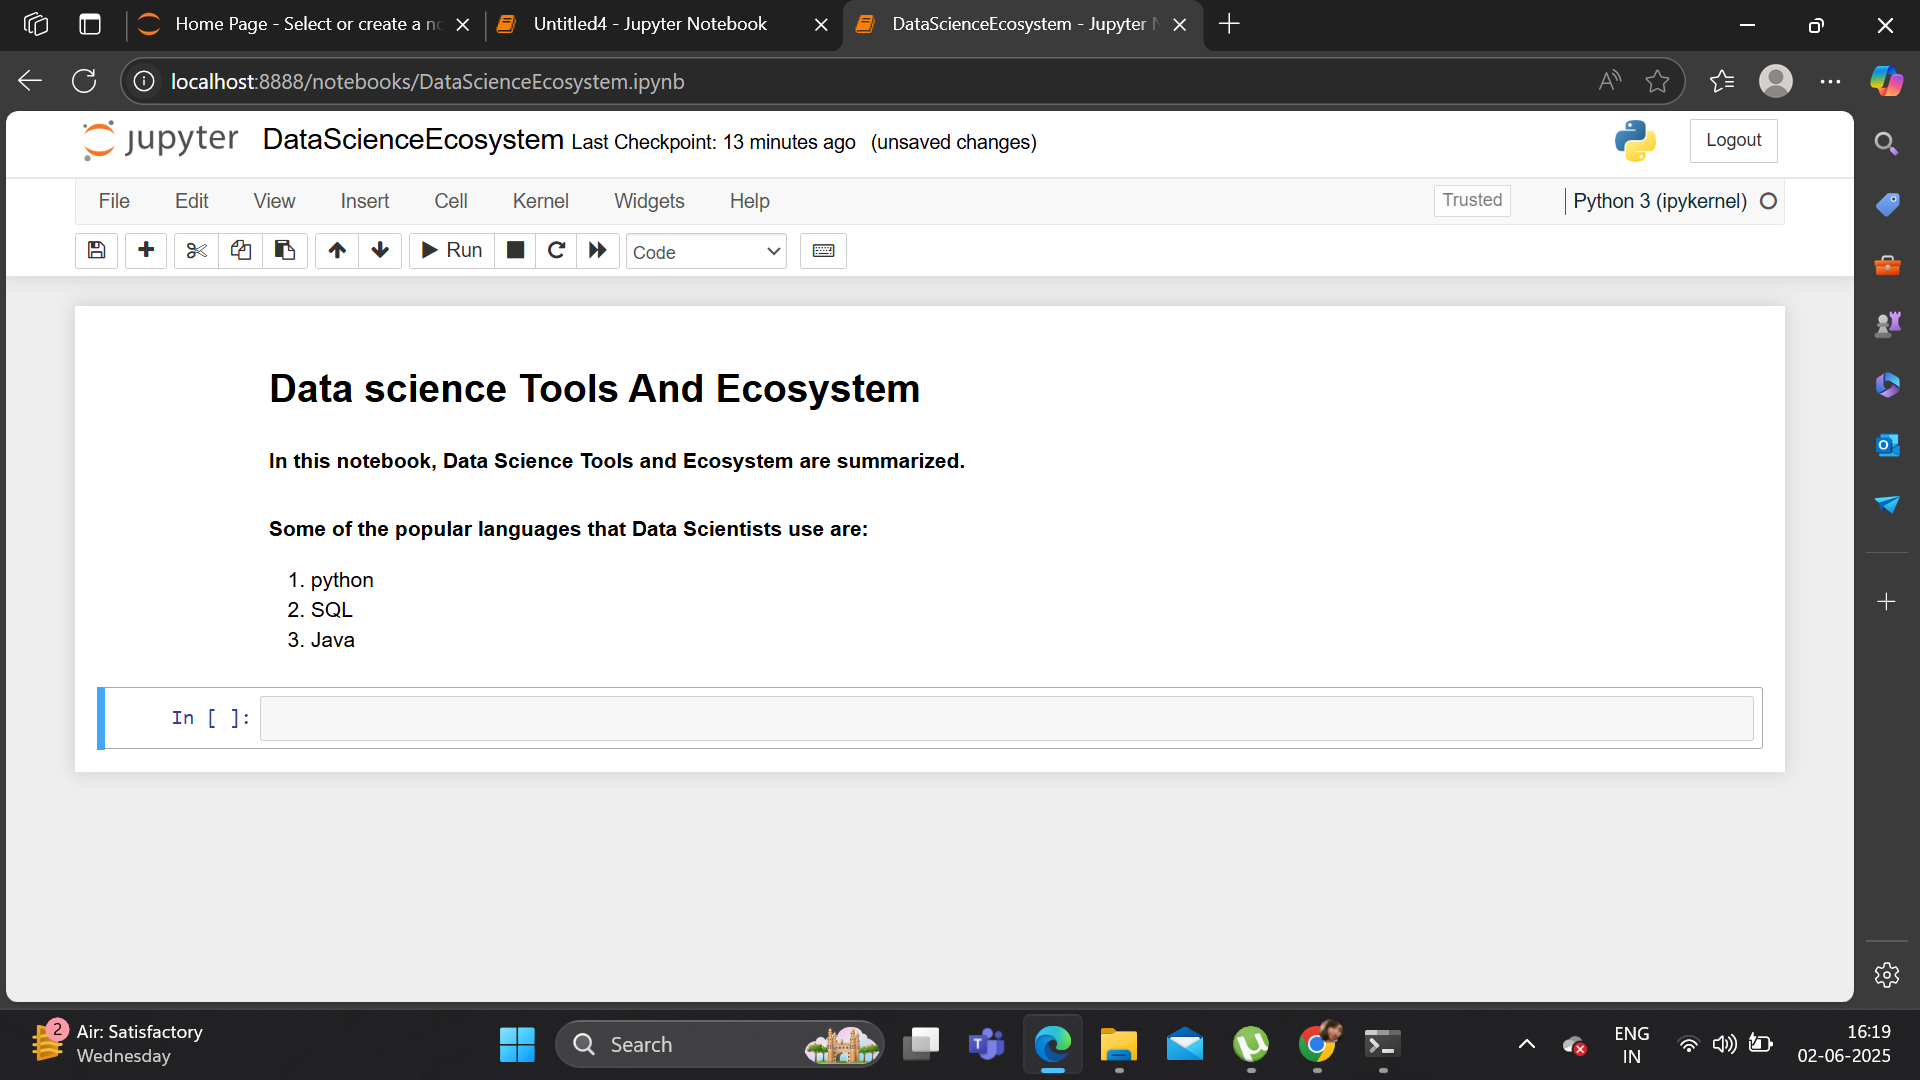 Home Page - Select or create a no
Untitled4 - Jupyter Notebook
DataScienceEcosystem - Jupyter N
localhost:8888/notebooks/DataScienceEcosystem.ipynb
jupyter DataScienceEcosystem Last Checkpoint: 13 minutes ago (unsaved changes)
Logout
File Edit View Insert Cell Kernel Widgets Help
Trusted
Python 3 (ipykernel)
Run
Code
Data science Tools And Ecosystem
In this notebook, Data Science Tools and Ecosystem are summarized.
Some of the popular languages that Data Scientists use are:
1. python
2. SQL
3. Java
In [ ]:
2
Air: Satisfactory
Wednesday
Search
ENG
IN
16:19
02-06-2025